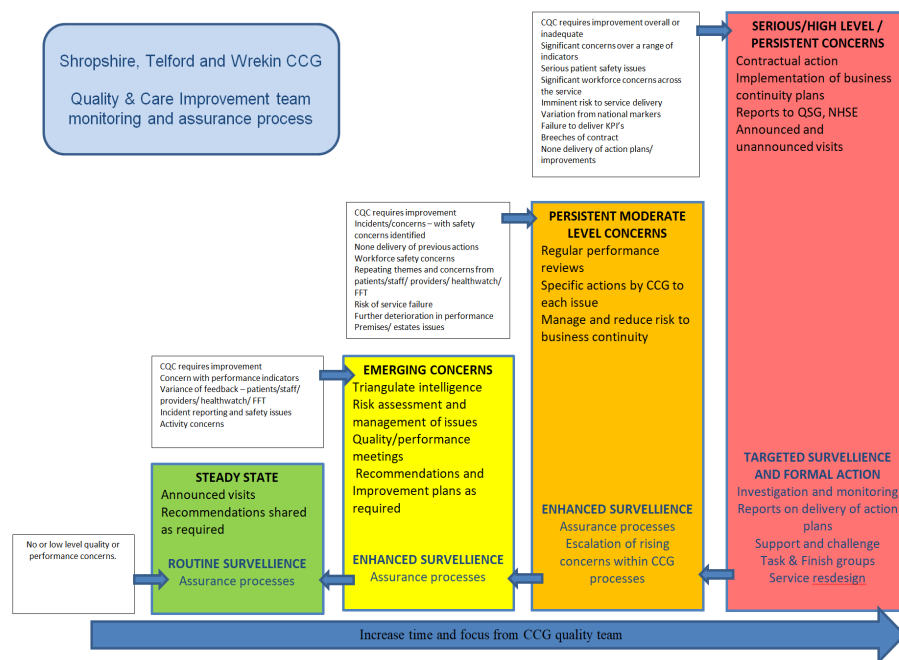 Shropshire, Telford and Wrekin CCG
Quality & Care Improvement team
monitoring and assurance process
CQC requires improvement overall or
inadequate
Significant concerns over a range of
indicators
Serious patient safety issues
Significant workforce concerns across
the service
Imminent risk to service delivery
Variation from national markers
Failure to deliver KPI's
Breeches of contract
None delivery of action plans/
improvements
SERIOUS/HIGH LEVEL /
PERSISTENT CONCERNS
Contractual action
Implementation of business
continuity plans
Reports to QSG, NHSE
Announced and
unannounced visits
TARGETED SURVELLIENCE
AND FORMAL ACTION
Investigation and monitoring
Reports on delivery of action
plans
Support and challenge
Task & Finish groups
Service resdesign
CQC requires improvement
Incidents/concerns – with safety
concerns identified
None delivery of previous actions
Workforce safety concerns
Repeating themes and concerns from
patients/staff/ providers/ healthwatch/
FFT
Risk of service failure
Further deterioration in performance
Premises/ estates issues
PERSISTENT MODERATE
LEVEL CONCERNS
Regular performance
reviews
Specific actions by CCG to
each issue
Manage and reduce risk to
business continuity
ENHANCED SURVELLIENCE
Assurance processes
Escalation of rising
concerns within CCG
processes
CQC requires improvement
Concern with performance indicators
Variance of feedback – patients/staff/
providers/ healthwatch/ FFT
Incident reporting and safety issues
Activity concerns
EMERGING CONCERNS
Triangulate intelligence
Risk assessment and
management of issues
Quality/performance
meetings
Recommendations and
Improvement plans as
required
ENHANCED SURVELLIENCE
Assurance processes
STEADY STATE
Announced visits
Recommendations shared
as required
ROUTINE SURVELLIENCE
Assurance processes
No or low level quality or
performance concerns.
Increase time and focus from CCG quality team